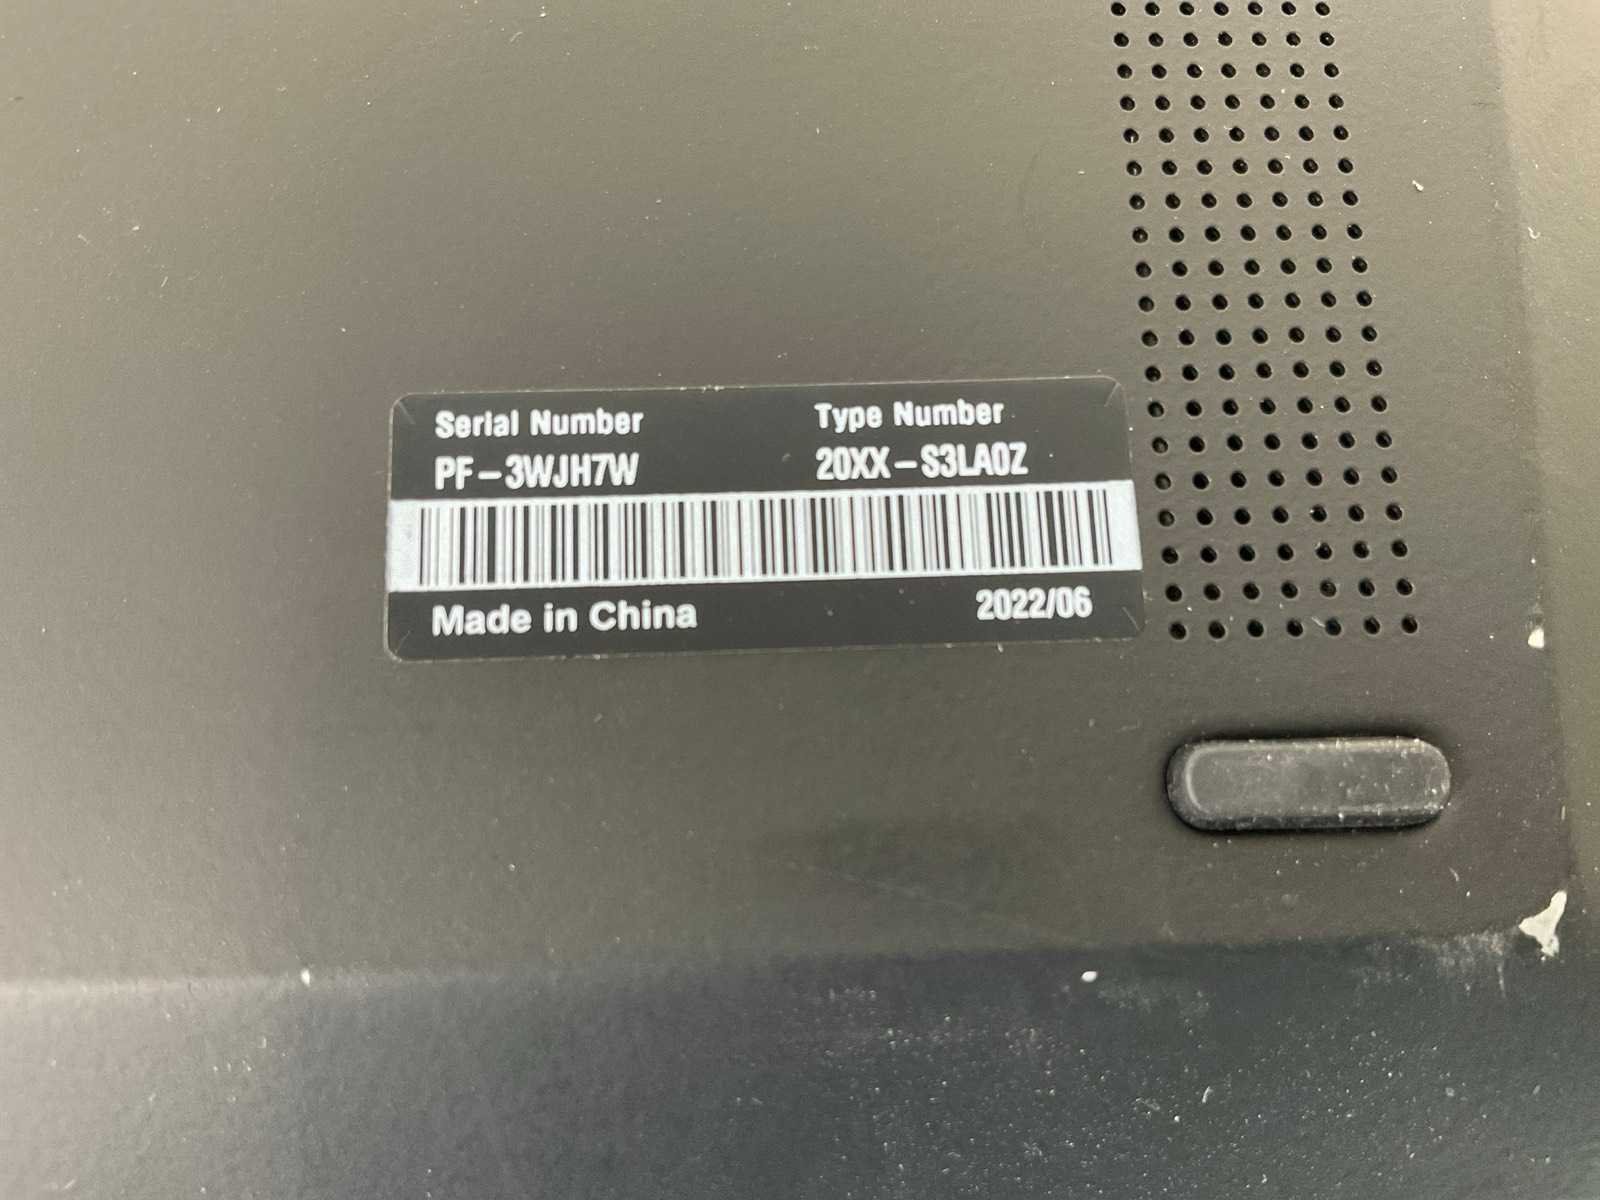 Serial Number Type Number
PF-3WJH7W 20XX-S3LA0Z
Made in China 2022/06